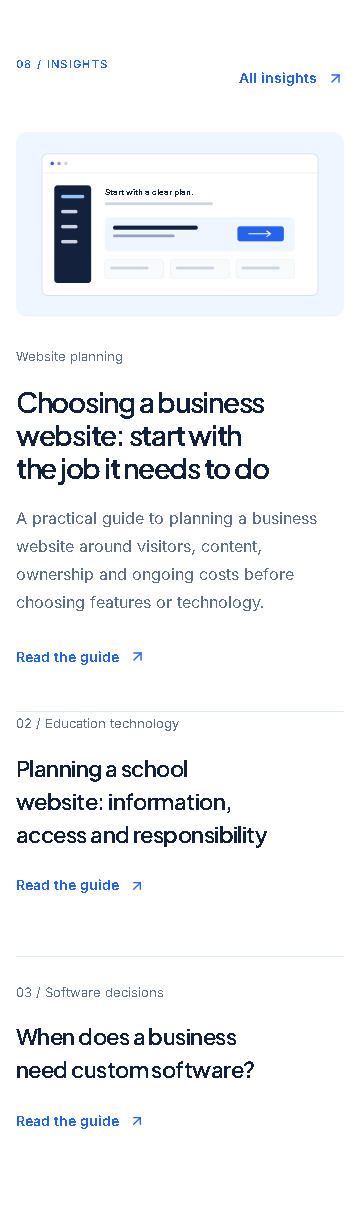 06 / INSIGHTS
All insights
Start with a clear plan.
Website planning
Choosing a business
website: start with
the job it needs to do
A practical guide to planning a business
website around visitors, content,
ownership and ongoing costs before
choosing features or technology.
Read the guide
02 / Education technology
Planning a school
website: information,
access and responsibility
Read the guide
03 / Software decisions
When does a business
need custom software?
Read the guide